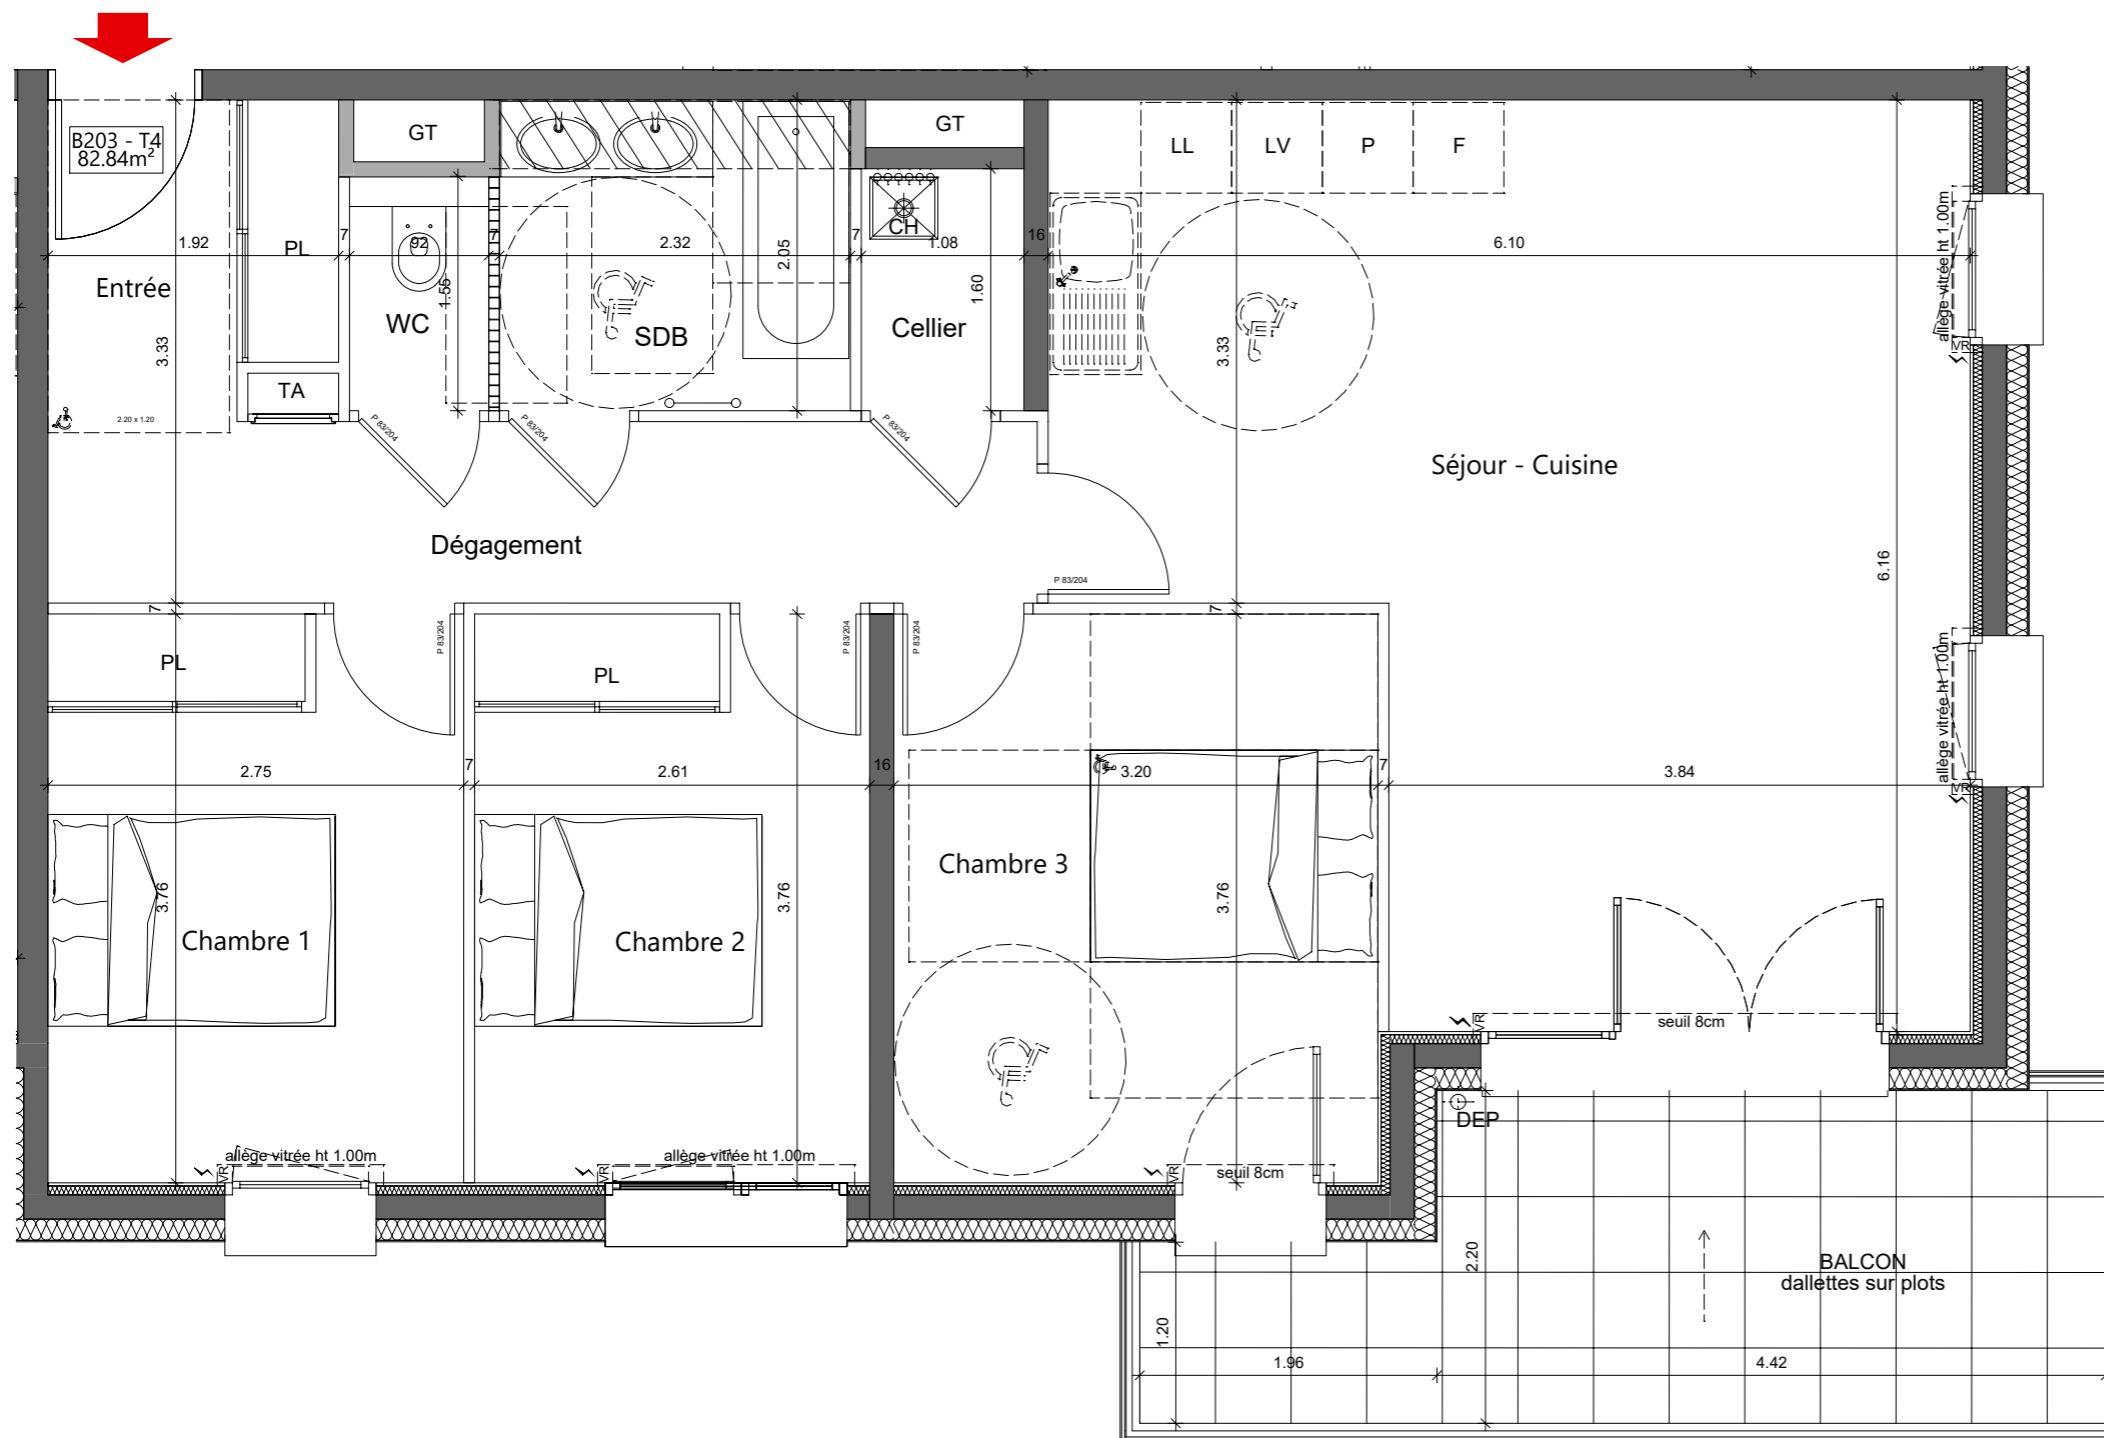 B203 - T4
82.84m²
GT
GT
LL
LV
P
F
1.92
7
92
7
2.32
7
1.08
16
6.10
PL
CH
2.05
1.55
1.60
Entrée
WC
SDB
Cellier
3.33
3.33
allège vitrée ht 1.00m
VR
TA
2.20 x 1.20
P 83/204
P 83/204
P 83/204
Séjour - Cuisine
Dégagement
6.16
P 83/204
7
7
P 83/204
P 83/204
P 83/204
PL
PL
allège vitrée ht 1.00m
VR
2.75
7
2.61
16
3.20
7
3.84
3.76
3.76
3.76
Chambre 1
Chambre 2
Chambre 3
VR
seuil 8cm
DEP
VR
allège vitrée ht 1.00m
VR
allège vitrée ht 1.00m
VR
seuil 8cm
2.20
1.20
BALCON
dallettes sur plots
1.96
4.42